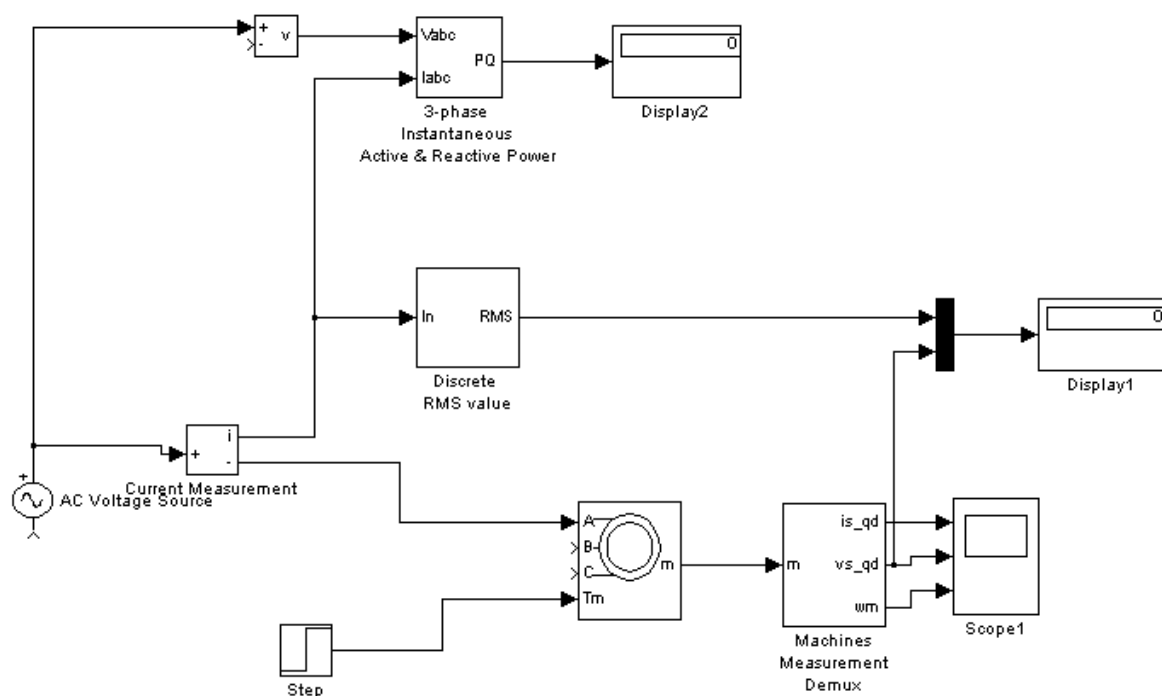 +
-
v
Vabc
PQ
Iabc
3-phase
Instantaneous
Active & Reactive Power
0
Display2
In
RMS
Discrete
RMS value
0
Display1
i
+
-
Current Measurement
+
AC Voltage Source
A
B
C
m
Tm
m
is_qd
vs_qd
wm
Machines
Measurement
Demux
Scope1
Step